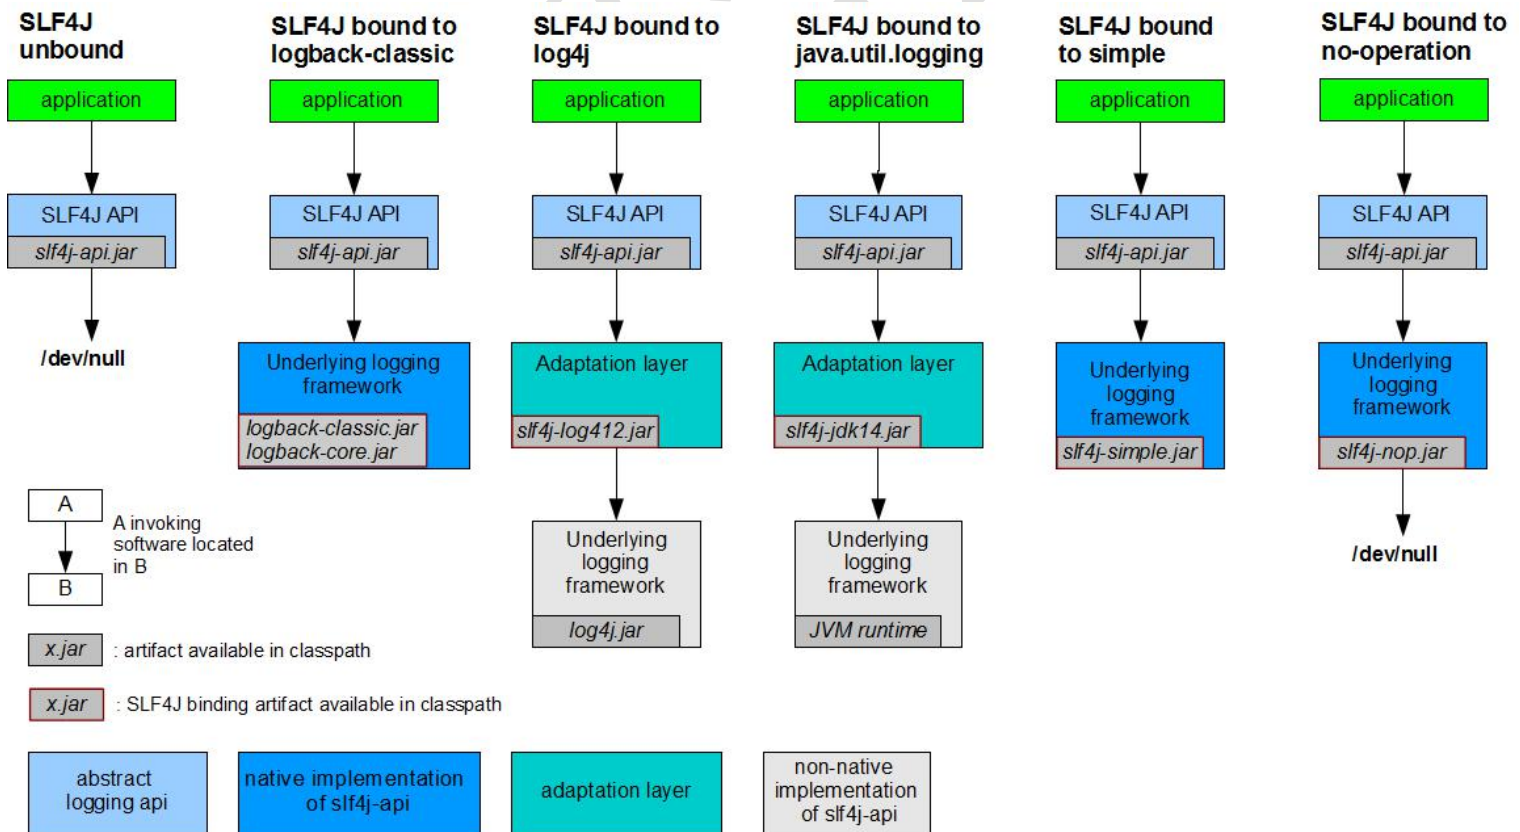 SLF4J
unbound
application
SLF4J API
slf4j-api.jar
/dev/null
SLF4J bound to
logback-classic
application
SLF4J API
slf4j-api.jar
Underlying logging
framework
logback-classic.jar
logback-core.jar
SLF4J bound to
log4j
application
SLF4J API
slf4j-api.jar
Adaptation layer
slf4j-log412.jar
Underlying
logging
framework
log4j.jar
SLF4J bound to
java.util.logging
application
SLF4J API
slf4j-api.jar
Adaptation layer
slf4j-jdk14.jar
Underlying
logging
framework
JVM runtime
SLF4J bound
to simple
application
SLF4J API
slf4j-api.jar
Underlying
logging
framework
slf4j-simple.jar
SLF4J bound to
no-operation
application
SLF4J API
slf4j-api.jar
Underlying
logging
framework
slf4j-nop.jar
/dev/null
A
B
A invoking
software located
in B
x.jar : artifact available in classpath
x.jar : SLF4J binding artifact available in classpath
abstract
logging api
native implementation
of slf4j-api
adaptation layer
non-native
implementation
of slf4j-api